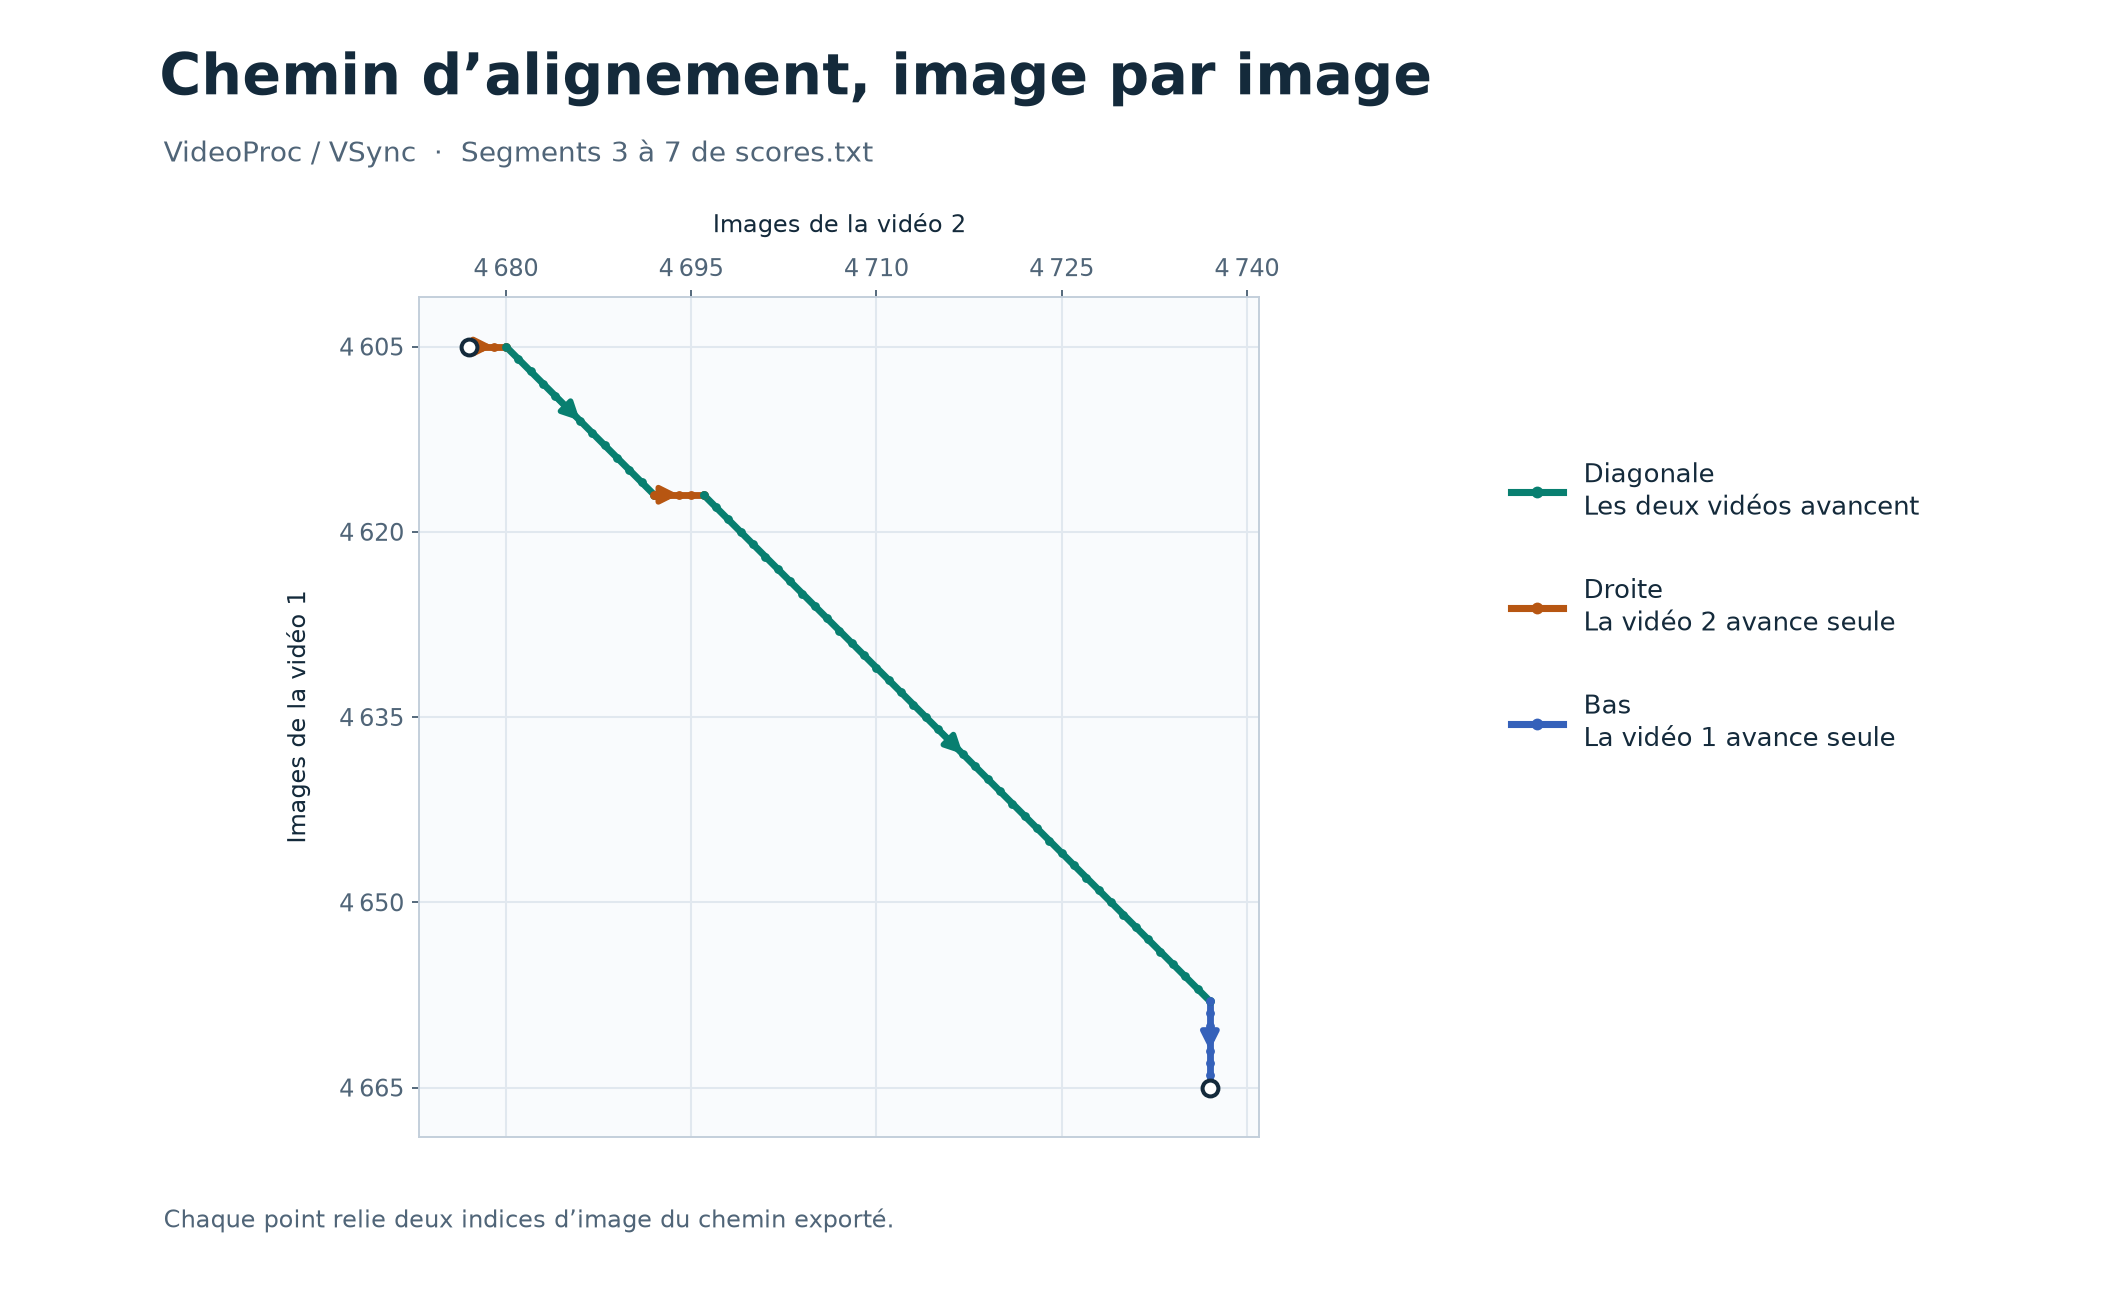 Chemin d’alignement, image par image
VideoProc / VSync · Segments 3 à 7 de scores.txt
Images de la vidéo 2
4 680 4 695 4 710 4 725 4 740
4 605
4 620
4 635
4 650
4 665
Images de la vidéo 1
Diagonale
Les deux vidéos avancent
Droite
La vidéo 2 avance seule
Bas
La vidéo 1 avance seule
Chaque point relie deux indices d’image du chemin exporté.